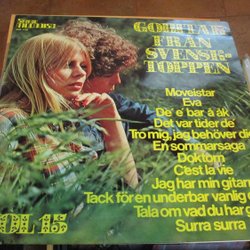 GODITAR
FRÅN
SVENSK-
TOPPEN
Moviestar
Eva
De' e' bar å åk
Det var tider de
Tro mig, jag behöver di
En sommarsaga
Doktorn
C'est la vie
Jag har min gitarr
Tack för en underbar vanlig d
Tala om vad du har
Surra surra